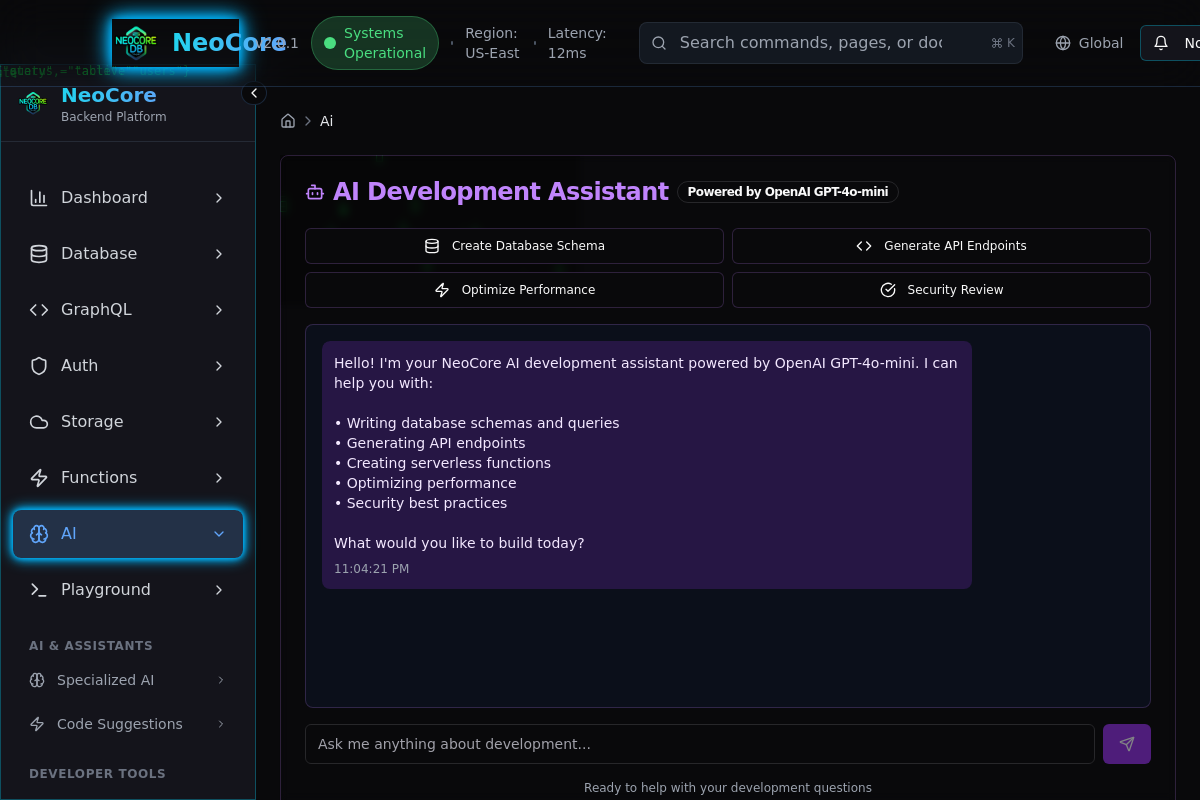 NEOCORE
DB
NeoCore
Systems
Operational
Region:
US-East
Latency:
12ms
Search commands, pages, or doc
⌘ K
Global
No
NEOCORE
DB
NeoCore
Backend Platform
Ai
Dashboard
Database
GraphQL
Auth
Storage
Functions
AI
Playground
AI & ASSISTANTS
Specialized AI
Code Suggestions
DEVELOPER TOOLS
AI Development Assistant
Powered by OpenAI GPT-4o-mini
Create Database Schema
Generate API Endpoints
Optimize Performance
Security Review
Hello! I'm your NeoCore AI development assistant powered by OpenAI GPT-4o-mini. I can
help you with:
• Writing database schemas and queries
• Generating API endpoints
• Creating serverless functions
• Optimizing performance
• Security best practices
What would you like to build today?
11:04:21 PM
Ask me anything about development...
Ready to help with your development questions